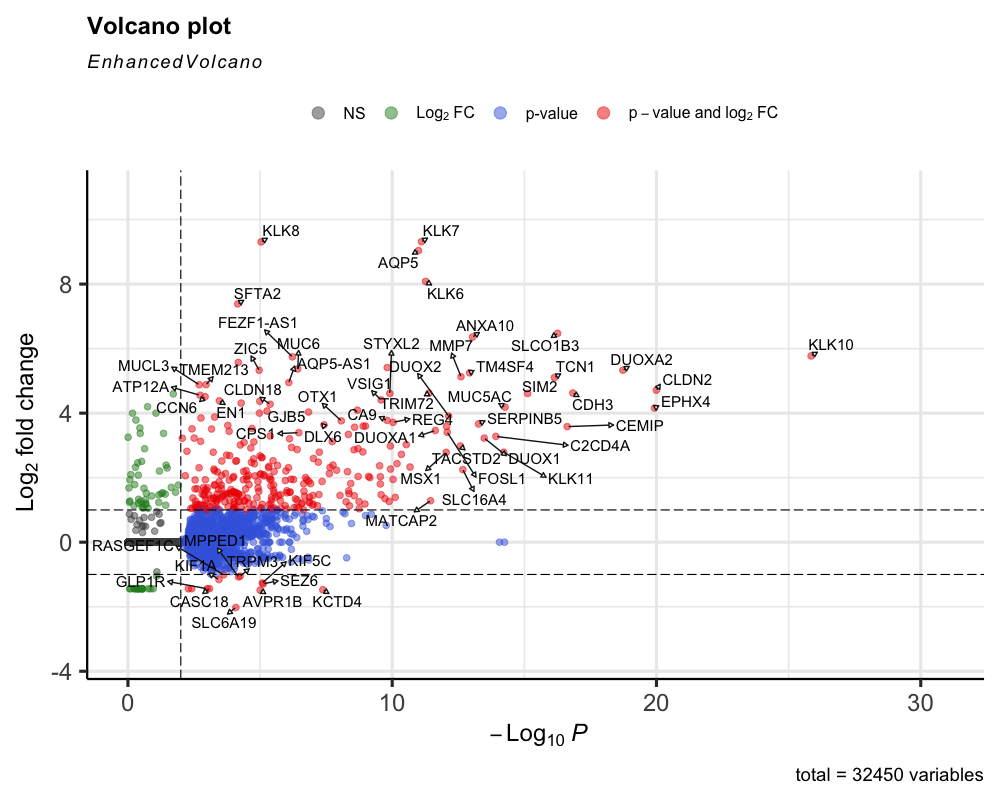 Volcano plot
EnhancedVolcano
NS Log2 FC p-value p – value and log2 FC
KLK8 KLK7
AQP5
SFTA2 KLK6
FEZF1-AS1 ANXA10
ZIC5 MUC6 STYXL2 MMP7 SLCO1B3 KLK10
MUCL3 TMEM213 AQP5-AS1 DUOX2 TM4SF4 TCN1 DUOXA2
ATP12A CLDN18 VSIG1 SIM2 CLDN2
CCN6 EN1 OTX1 TRIM72 MUC5AC CDH3 EPHX4
GJB5 CA9 REG4 SERPINB5 CEMIP
CPS1 DLX6 DUOXA1 C2CD4A
TACSTD2 DUOX1
MSX1 FOSL1 KLK11
SLC16A4
MATCAP2
RASGEF1C MPPED1
KIF1A TRPM3 KIF5C
GLP1R SEZ6
CASC18 AVPR1B KCTD4
SLC6A19
8
4
0
-4
Log2 fold change
0 10 20 30
– Log10 P
total = 32450 variables